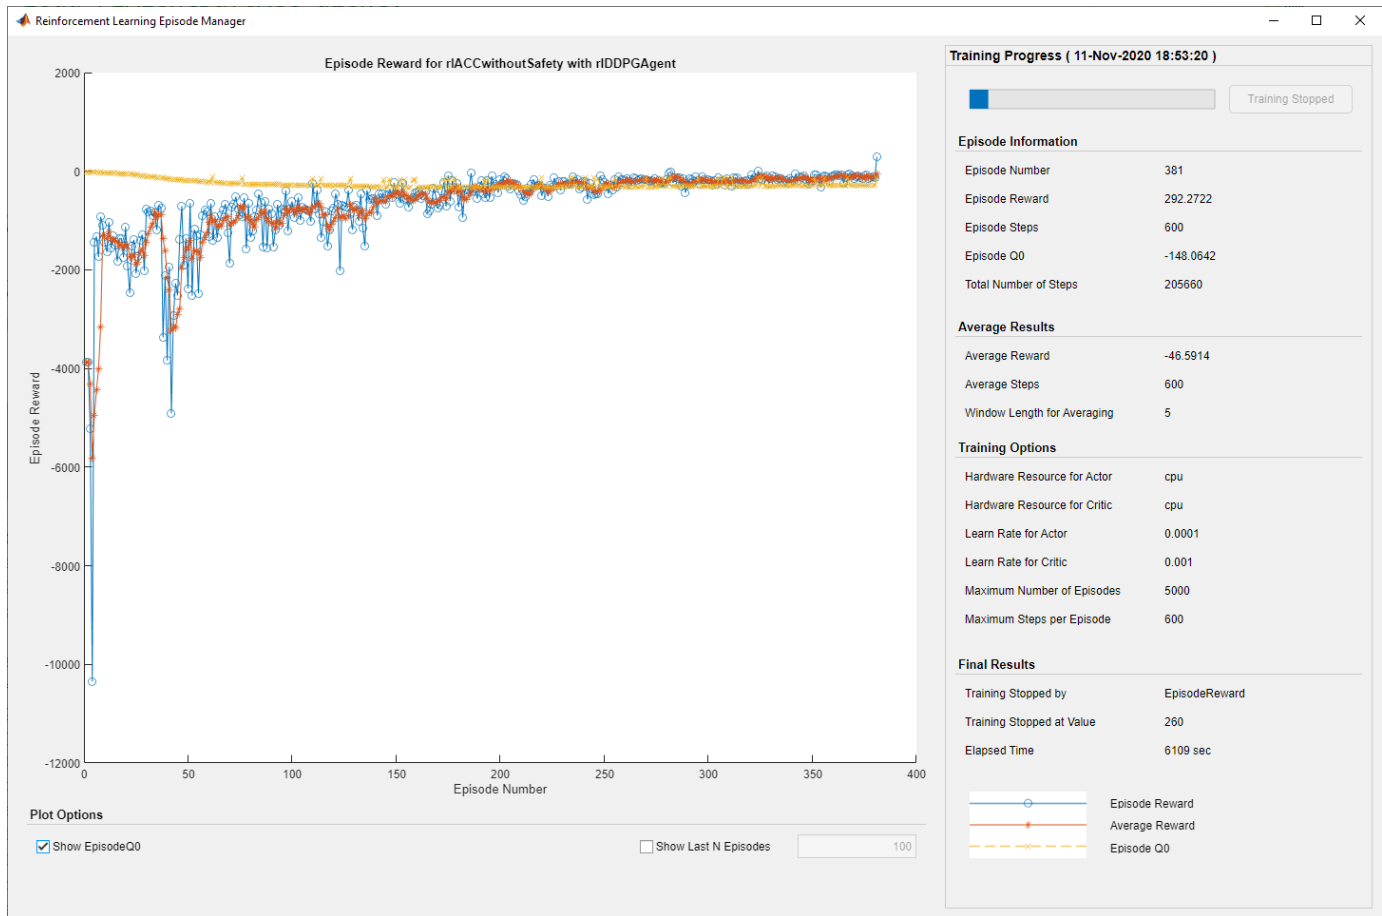 Reinforcement Learning Episode Manager
Episode Reward for rlACCwithoutSafety with rlDDPGAgent
2000
0
-2000
-4000
-6000
-8000
-10000
-12000
Episode Reward
0 50 100 150 200 250 300 350 400
Episode Number
Plot Options
Show EpisodeQ0
Show Last N Episodes 100
Training Progress ( 11-Nov-2020 18:53:20 )
Training Stopped
Episode Information
Episode Number 381
Episode Reward 292.2722
Episode Steps 600
Episode Q0 -148.0642
Total Number of Steps 205660
Average Results
Average Reward -46.5914
Average Steps 600
Window Length for Averaging 5
Training Options
Hardware Resource for Actor cpu
Hardware Resource for Critic cpu
Learn Rate for Actor 0.0001
Learn Rate for Critic 0.001
Maximum Number of Episodes 5000
Maximum Steps per Episode 600
Final Results
Training Stopped by EpisodeReward
Training Stopped at Value 260
Elapsed Time 6109 sec
Episode Reward
Average Reward
Episode Q0